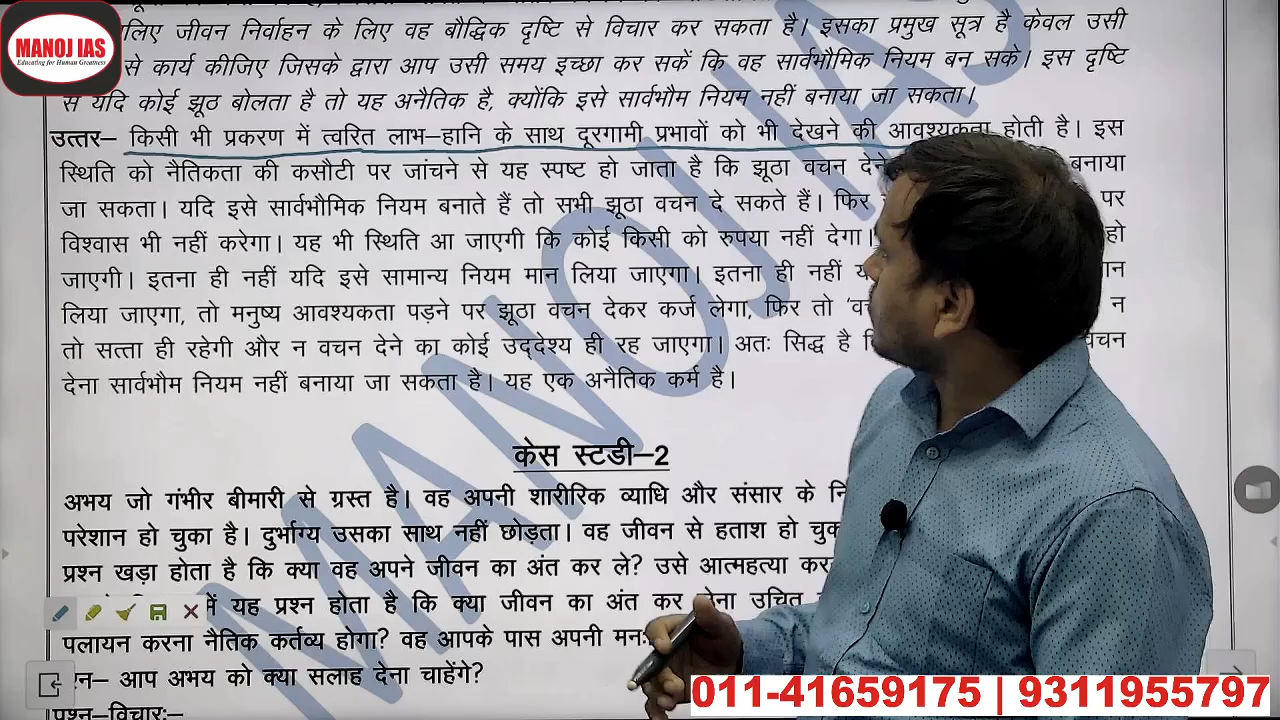 MANOJ IAS
Educating for Human Greatness
लिए जीवन निर्वाहन के लिए वह बौद्धिक दृष्टि से विचार कर सकता है। इसका प्रमुख सूत्र है केवल उसी
से कार्य कीजिए जिसके द्वारा आप उसी समय इच्छा कर सकें कि वह सार्वभौमिक नियम बन सके। इस दृष्टि
से यदि कोई झूठ बोलता है तो यह अनैतिक है, क्योंकि इसे सार्वभौम नियम नहीं बनाया जा सकता।
उत्तर– किसी भी प्रकरण में त्वरित लाभ–हानि के साथ दूरगामी प्रभावों को भी देखने की आवश्यकता होती है। इस
स्थिति को नैतिकता की कसौटी पर जांचने से यह स्पष्ट हो जाता है कि झूठा वचन देने बनाया
जा सकता। यदि इसे सार्वभौमिक नियम बनाते हैं तो सभी झूठा वचन दे सकते हैं। फिर पर
विश्वास भी नहीं करेगा। यह भी स्थिति आ जाएगी कि कोई किसी को रुपया नहीं देगा। हो
जाएगी। इतना ही नहीं यदि इसे सामान्य नियम मान लिया जाएगा। इतना ही नहीं
लिया जाएगा, तो मनुष्य आवश्यकता पड़ने पर झूठा वचन देकर कर्ज लेगा, फिर तो न
तो सत्ता ही रहेगी और न वचन देने का कोई उद्देश्य ही रह जाएगा। अतः सिद्ध है वचन
देना सार्वभौम नियम नहीं बनाया जा सकता है। यह एक अनैतिक कर्म है।
केस स्टडी–2
अभय जो गंभीर बीमारी से ग्रस्त है। वह अपनी शारीरिक व्याधि और संसार के
परेशान हो चुका है। दुर्भाग्य उसका साथ नहीं छोड़ता। वह जीवन से हताश हो
प्रश्न खड़ा होता है कि क्या वह अपने जीवन का अंत कर ले? उसे आत्महत्या
में यह प्रश्न होता है कि क्या जीवन का अंत कर लेना उचित
पलायन करना नैतिक कर्तव्य होगा? वह आपके पास अपनी
आप अभय को क्या सलाह देना चाहेंगे?
प्रश्न–विचारः–
MANOJ IAS
011-41659175 | 9311955797